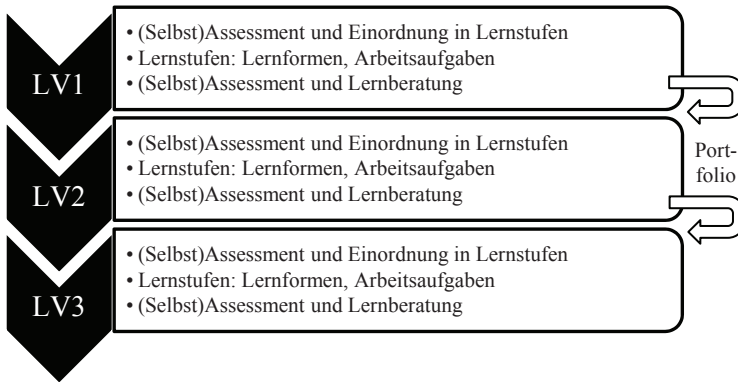 LV1
• (Selbst)Assessment und Einordnung in Lernstufen
• Lernstufen: Lernformen, Arbeitsaufgaben
• (Selbst)Assessment und Lernberatung
LV2
• (Selbst)Assessment und Einordnung in Lernstufen
• Lernstufen: Lernformen, Arbeitsaufgaben
• (Selbst)Assessment und Lernberatung
Port-
folio
LV3
• (Selbst)Assessment und Einordnung in Lernstufen
• Lernstufen: Lernformen, Arbeitsaufgaben
• (Selbst)Assessment und Lernberatung